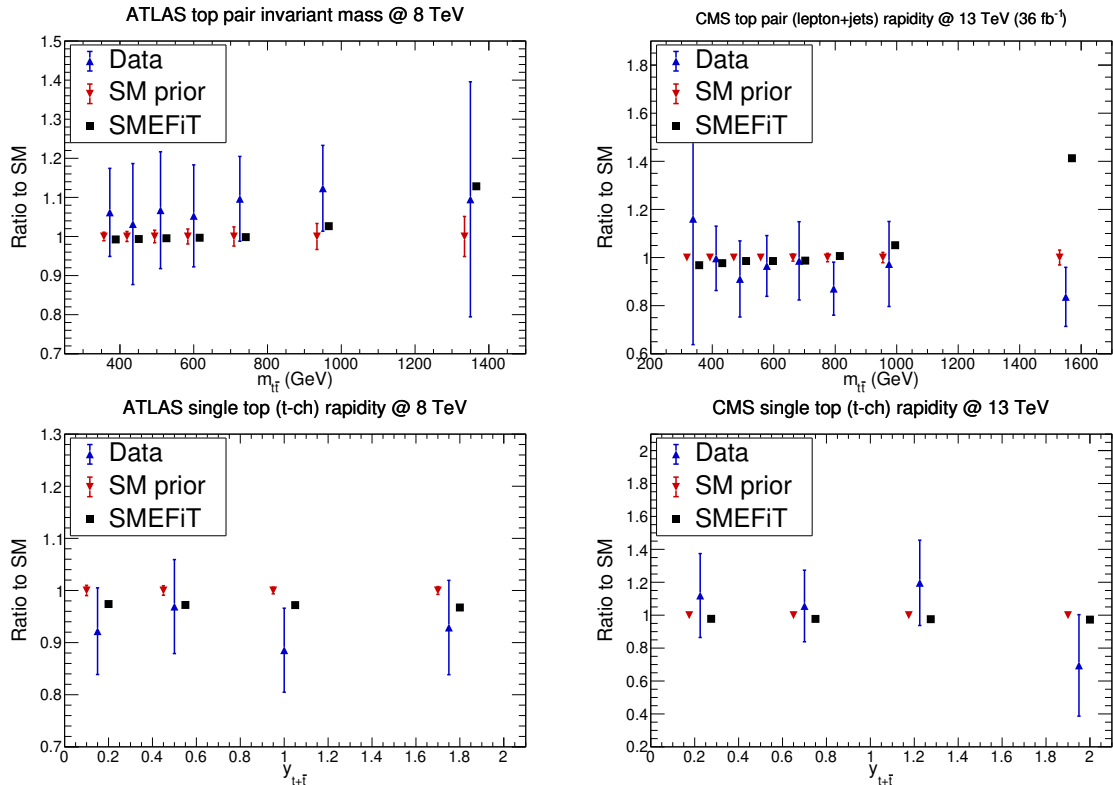 ATLAS top pair invariant mass @ 8 TeV
Ratio to SM
1.5
1.4
1.3
1.2
1.1
1
0.9
0.8
0.7
Data
SM prior
SMEFiT
400 600 800 1000 1200 1400
m_{tt̄} (GeV)
CMS top pair (lepton+jets) rapidity @ 13 TeV (36 fb⁻¹)
Ratio to SM
1.8
1.6
1.4
1.2
1
0.8
0.6
Data
SM prior
SMEFiT
200 400 600 800 1000 1200 1400 1600
m_{tt̄} (GeV)
ATLAS single top (t-ch) rapidity @ 8 TeV
Ratio to SM
1.3
1.2
1.1
1
0.9
0.8
0.7
Data
SM prior
SMEFiT
0 0.2 0.4 0.6 0.8 1 1.2 1.4 1.6 1.8 2
y_{t+t̄}
CMS single top (t-ch) rapidity @ 13 TeV
Ratio to SM
2
1.8
1.6
1.4
1.2
1
0.8
0.6
0.4
0.2
Data
SM prior
SMEFiT
0 0.2 0.4 0.6 0.8 1 1.2 1.4 1.6 1.8 2
y_{t+t̄}